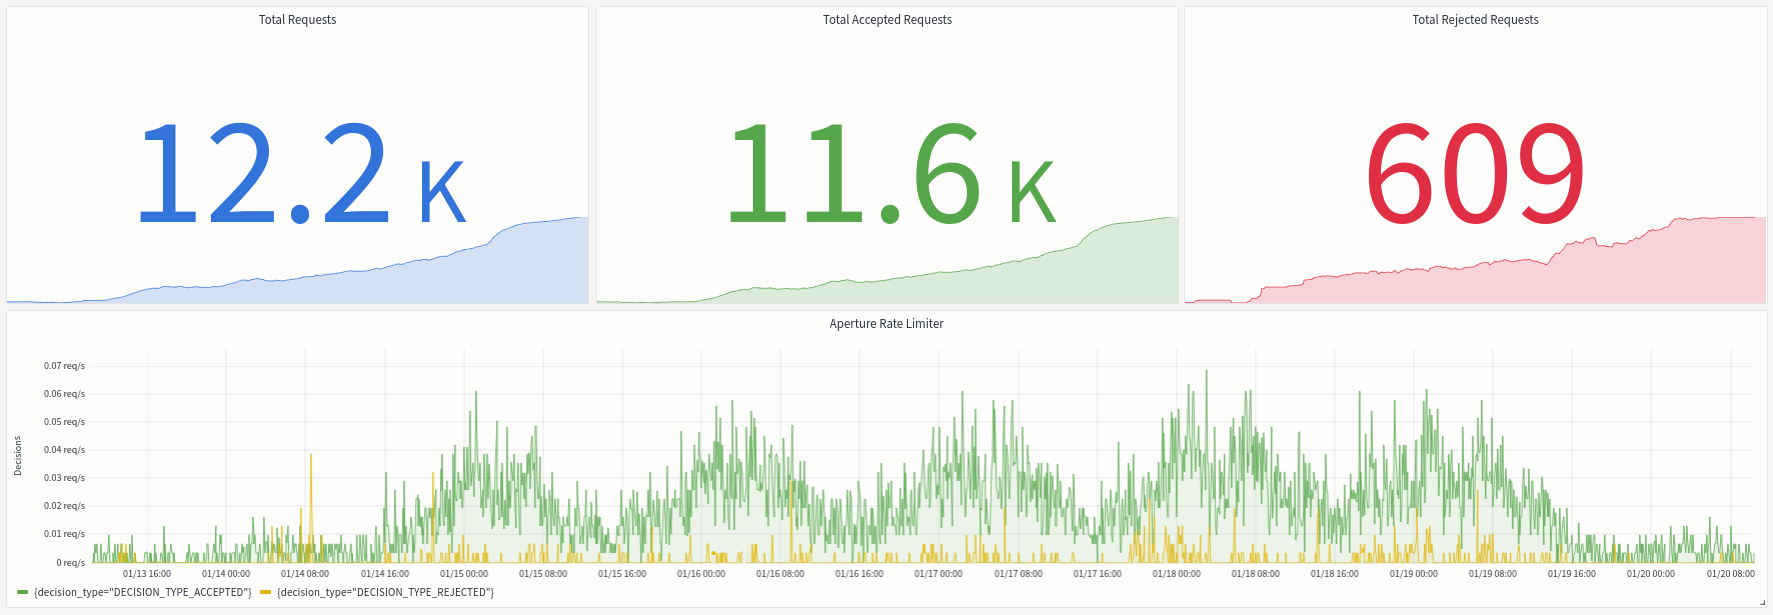 Total Requests
Total Accepted Requests
Total Rejected Requests
12.2 K
11.6 K
609
Aperture Rate Limiter
Decisions
0.07 req/s
0.06 req/s
0.05 req/s
0.04 req/s
0.03 req/s
0.02 req/s
0.01 req/s
0 req/s
01/13 16:00 01/14 00:00 01/14 08:00 01/14 16:00 01/15 00:00 01/15 08:00 01/15 16:00 01/16 00:00 01/16 08:00 01/16 16:00 01/17 00:00 01/17 08:00 01/17 16:00 01/18 00:00 01/18 08:00 01/18 16:00 01/19 00:00 01/19 08:00 01/19 16:00 01/20 00:00 01/20 08:00
{decision_type="DECISION_TYPE_ACCEPTED"} {decision_type="DECISION_TYPE_REJECTED"}